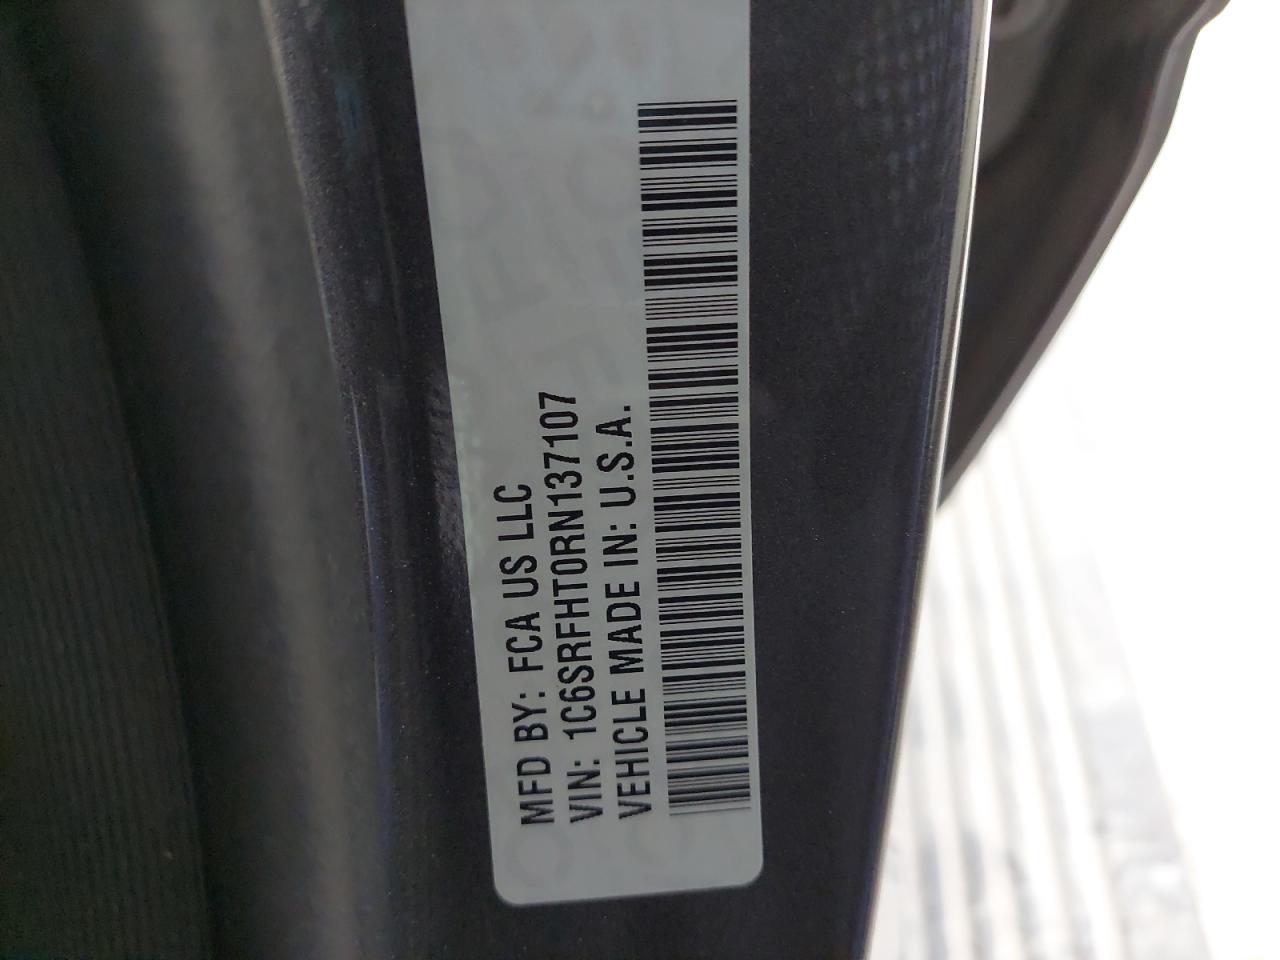 MFD BY: FCA US LLC
VIN: 1C6SRFHT0RN137107
VEHICLE MADE IN: U.S.A.